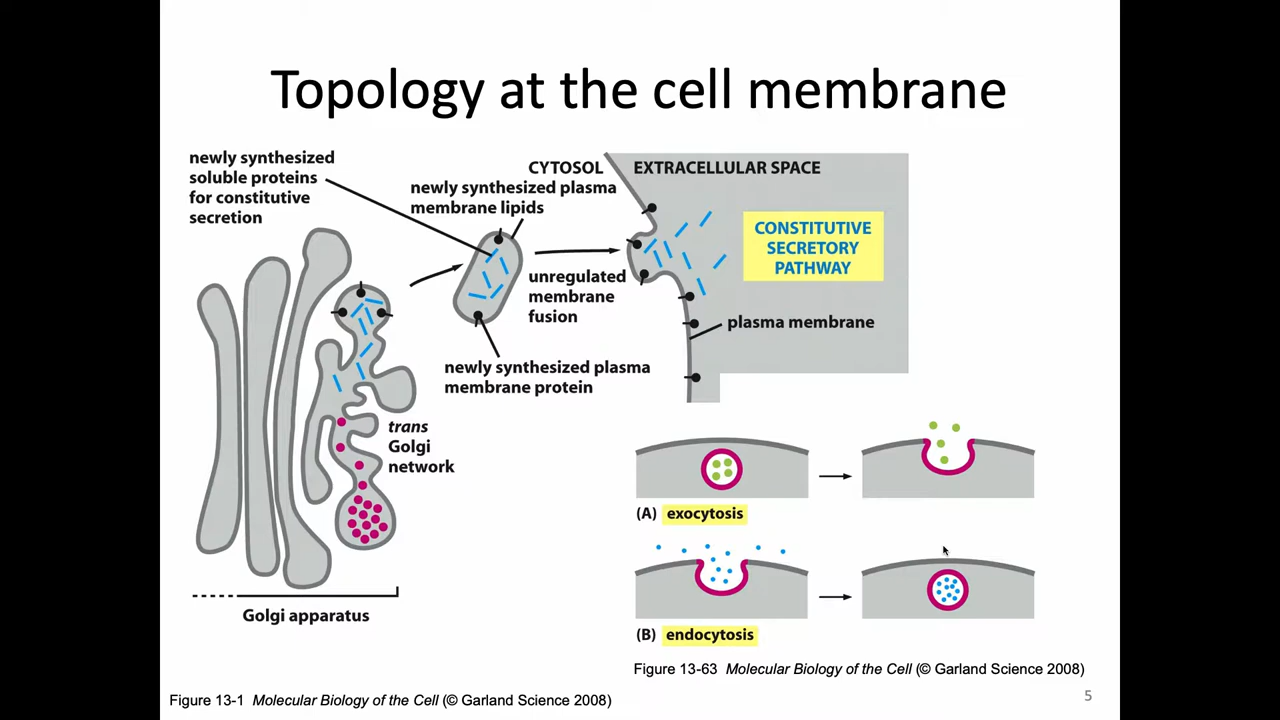 Topology at the cell membrane
newly synthesized
soluble proteins
for constitutive
secretion
CYTOSOL
EXTRACELLULAR SPACE
newly synthesized plasma
membrane lipids
CONSTITUTIVE
SECRETORY
PATHWAY
unregulated
membrane
fusion
plasma membrane
newly synthesized plasma
membrane protein
trans
Golgi
network
Golgi apparatus
(A) exocytosis
(B) endocytosis
Figure 13-63 Molecular Biology of the Cell (© Garland Science 2008)
Figure 13-1 Molecular Biology of the Cell (© Garland Science 2008)
5